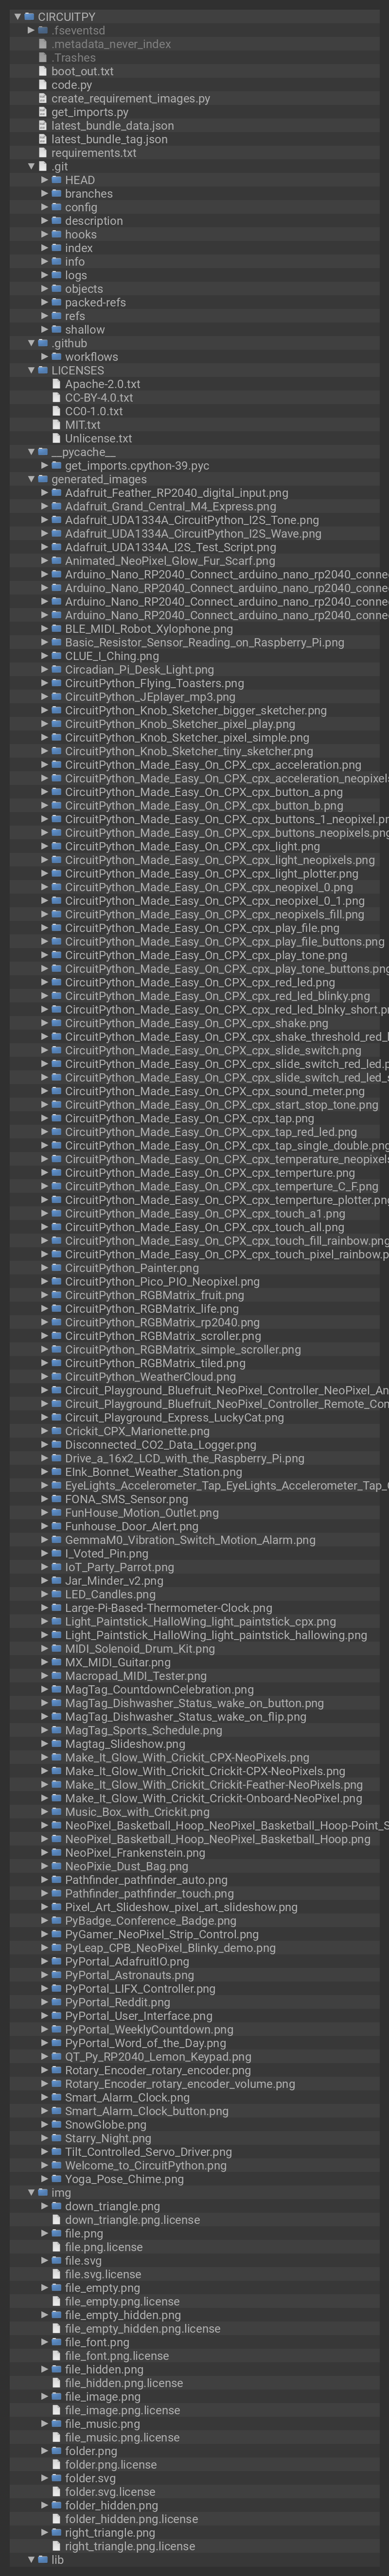 CIRCUITPY
.fseventsd
.metadata_never_index
.Trashes
boot_out.txt
code.py
create_requirement_images.py
get_imports.py
latest_bundle_data.json
latest_bundle_tag.json
requirements.txt
.git
HEAD
branches
config
description
hooks
index
info
logs
objects
packed-refs
refs
shallow
.github
workflows
LICENSES
Apache-2.0.txt
CC-BY-4.0.txt
CC0-1.0.txt
MIT.txt
Unlicense.txt
__pycache__
get_imports.cpython-39.pyc
generated_images
Adafruit_Feather_RP2040_digital_input.png
Adafruit_Grand_Central_M4_Express.png
Adafruit_UDA1334A_CircuitPython_I2S_Tone.png
Adafruit_UDA1334A_CircuitPython_I2S_Wave.png
Adafruit_UDA1334A_I2S_Test_Script.png
Animated_NeoPixel_Glow_Fur_Scarf.png
Arduino_Nano_RP2040_Connect_arduino_nano_rp2040_conne
Arduino_Nano_RP2040_Connect_arduino_nano_rp2040_conne
Arduino_Nano_RP2040_Connect_arduino_nano_rp2040_conne
Arduino_Nano_RP2040_Connect_arduino_nano_rp2040_conne
BLE_MIDI_Robot_Xylophone.png
Basic_Resistor_Sensor_Reading_on_Raspberry_Pi.png
CLUE_I_Ching.png
Circadian_Pi_Desk_Light.png
CircuitPython_Flying_Toasters.png
CircuitPython_JEplayer_mp3.png
CircuitPython_Knob_Sketcher_bigger_sketcher.png
CircuitPython_Knob_Sketcher_pixel_play.png
CircuitPython_Knob_Sketcher_pixel_simple.png
CircuitPython_Knob_Sketcher_tiny_sketcher.png
CircuitPython_Made_Easy_On_CPX_cpx_acceleration.png
CircuitPython_Made_Easy_On_CPX_cpx_acceleration_neopixels
CircuitPython_Made_Easy_On_CPX_cpx_button_a.png
CircuitPython_Made_Easy_On_CPX_cpx_button_b.png
CircuitPython_Made_Easy_On_CPX_cpx_buttons_1_neopixel.pn
CircuitPython_Made_Easy_On_CPX_cpx_buttons_neopixels.png
CircuitPython_Made_Easy_On_CPX_cpx_light.png
CircuitPython_Made_Easy_On_CPX_cpx_light_neopixels.png
CircuitPython_Made_Easy_On_CPX_cpx_light_plotter.png
CircuitPython_Made_Easy_On_CPX_cpx_neopixel_0.png
CircuitPython_Made_Easy_On_CPX_cpx_neopixel_0_1.png
CircuitPython_Made_Easy_On_CPX_cpx_neopixels_fill.png
CircuitPython_Made_Easy_On_CPX_cpx_play_file.png
CircuitPython_Made_Easy_On_CPX_cpx_play_file_buttons.png
CircuitPython_Made_Easy_On_CPX_cpx_play_tone.png
CircuitPython_Made_Easy_On_CPX_cpx_play_tone_buttons.png
CircuitPython_Made_Easy_On_CPX_cpx_red_led.png
CircuitPython_Made_Easy_On_CPX_cpx_red_led_blinky.png
CircuitPython_Made_Easy_On_CPX_cpx_red_led_blnky_short.pn
CircuitPython_Made_Easy_On_CPX_cpx_shake.png
CircuitPython_Made_Easy_On_CPX_cpx_shake_threshold_red_l
CircuitPython_Made_Easy_On_CPX_cpx_slide_switch.png
CircuitPython_Made_Easy_On_CPX_cpx_slide_switch_red_led.p
CircuitPython_Made_Easy_On_CPX_cpx_slide_switch_red_led_s
CircuitPython_Made_Easy_On_CPX_cpx_sound_meter.png
CircuitPython_Made_Easy_On_CPX_cpx_start_stop_tone.png
CircuitPython_Made_Easy_On_CPX_cpx_tap.png
CircuitPython_Made_Easy_On_CPX_cpx_tap_red_led.png
CircuitPython_Made_Easy_On_CPX_cpx_tap_single_double.png
CircuitPython_Made_Easy_On_CPX_cpx_temperature_neopixels
CircuitPython_Made_Easy_On_CPX_cpx_temperture.png
CircuitPython_Made_Easy_On_CPX_cpx_temperture_C_F.png
CircuitPython_Made_Easy_On_CPX_cpx_temperture_plotter.png
CircuitPython_Made_Easy_On_CPX_cpx_touch_a1.png
CircuitPython_Made_Easy_On_CPX_cpx_touch_all.png
CircuitPython_Made_Easy_On_CPX_cpx_touch_fill_rainbow.png
CircuitPython_Made_Easy_On_CPX_cpx_touch_pixel_rainbow.p
CircuitPython_Painter.png
CircuitPython_Pico_PIO_Neopixel.png
CircuitPython_RGBMatrix_fruit.png
CircuitPython_RGBMatrix_life.png
CircuitPython_RGBMatrix_rp2040.png
CircuitPython_RGBMatrix_scroller.png
CircuitPython_RGBMatrix_simple_scroller.png
CircuitPython_RGBMatrix_tiled.png
CircuitPython_WeatherCloud.png
Circuit_Playground_Bluefruit_NeoPixel_Controller_NeoPixel_An
Circuit_Playground_Bluefruit_NeoPixel_Controller_Remote_Con
Circuit_Playground_Express_LuckyCat.png
Crickit_CPX_Marionette.png
Disconnected_CO2_Data_Logger.png
Drive_a_16x2_LCD_with_the_Raspberry_Pi.png
EInk_Bonnet_Weather_Station.png
EyeLights_Accelerometer_Tap_EyeLights_Accelerometer_Tap_C
FONA_SMS_Sensor.png
FunHouse_Motion_Outlet.png
Funhouse_Door_Alert.png
GemmaM0_Vibration_Switch_Motion_Alarm.png
I_Voted_Pin.png
IoT_Party_Parrot.png
Jar_Minder_v2.png
LED_Candles.png
Large-Pi-Based-Thermometer-Clock.png
Light_Paintstick_HalloWing_light_paintstick_cpx.png
Light_Paintstick_HalloWing_light_paintstick_hallowing.png
MIDI_Solenoid_Drum_Kit.png
MX_MIDI_Guitar.png
Macropad_MIDI_Tester.png
MagTag_CountdownCelebration.png
MagTag_Dishwasher_Status_wake_on_button.png
MagTag_Dishwasher_Status_wake_on_flip.png
MagTag_Sports_Schedule.png
Magtag_Slideshow.png
Make_It_Glow_With_Crickit_CPX-NeoPixels.png
Make_It_Glow_With_Crickit_Crickit-CPX-NeoPixels.png
Make_It_Glow_With_Crickit_Crickit-Feather-NeoPixels.png
Make_It_Glow_With_Crickit_Crickit-Onboard-NeoPixel.png
Music_Box_with_Crickit.png
NeoPixel_Basketball_Hoop_NeoPixel_Basketball_Hoop-Point_S
NeoPixel_Basketball_Hoop_NeoPixel_Basketball_Hoop.png
NeoPixel_Frankenstein.png
NeoPixie_Dust_Bag.png
Pathfinder_pathfinder_auto.png
Pathfinder_pathfinder_touch.png
Pixel_Art_Slideshow_pixel_art_slideshow.png
PyBadge_Conference_Badge.png
PyGamer_NeoPixel_Strip_Control.png
PyLeap_CPB_NeoPixel_Blinky_demo.png
PyPortal_AdafruitIO.png
PyPortal_Astronauts.png
PyPortal_LIFX_Controller.png
PyPortal_Reddit.png
PyPortal_User_Interface.png
PyPortal_WeeklyCountdown.png
PyPortal_Word_of_the_Day.png
QT_Py_RP2040_Lemon_Keypad.png
Rotary_Encoder_rotary_encoder.png
Rotary_Encoder_rotary_encoder_volume.png
Smart_Alarm_Clock.png
Smart_Alarm_Clock_button.png
SnowGlobe.png
Starry_Night.png
Tilt_Controlled_Servo_Driver.png
Welcome_to_CircuitPython.png
Yoga_Pose_Chime.png
img
down_triangle.png
down_triangle.png.license
file.png
file.png.license
file.svg
file.svg.license
file_empty.png
file_empty.png.license
file_empty_hidden.png
file_empty_hidden.png.license
file_font.png
file_font.png.license
file_hidden.png
file_hidden.png.license
file_image.png
file_image.png.license
file_music.png
file_music.png.license
folder.png
folder.png.license
folder.svg
folder.svg.license
folder_hidden.png
folder_hidden.png.license
right_triangle.png
right_triangle.png.license
lib